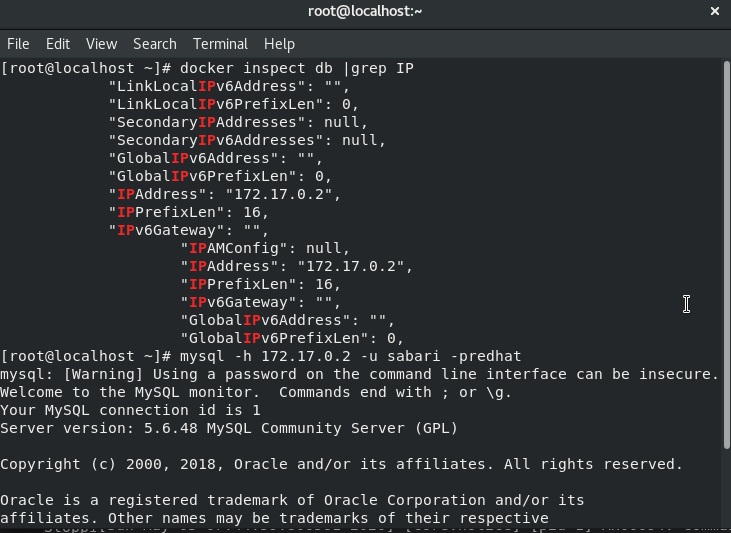 root@localhost:~
File Edit View Search Terminal Help
[root@localhost ~]# docker inspect db |grep IP
            "LinkLocalIPv6Address": "",
            "LinkLocalIPv6PrefixLen": 0,
            "SecondaryIPAddresses": null,
            "SecondaryIPv6Addresses": null,
            "GlobalIPv6Address": "",
            "GlobalIPv6PrefixLen": 0,
            "IPAddress": "172.17.0.2",
            "IPPrefixLen": 16,
            "IPv6Gateway": "",
                    "IPAMConfig": null,
                    "IPAddress": "172.17.0.2",
                    "IPPrefixLen": 16,
                    "IPv6Gateway": "",
                    "GlobalIPv6Address": "",
                    "GlobalIPv6PrefixLen": 0,
[root@localhost ~]# mysql -h 172.17.0.2 -u sabari -predhat
mysql: [Warning] Using a password on the command line interface can be insecure.
Welcome to the MySQL monitor.  Commands end with ; or \g.
Your MySQL connection id is 1
Server version: 5.6.48 MySQL Community Server (GPL)

Copyright (c) 2000, 2018, Oracle and/or its affiliates. All rights reserved.

Oracle is a registered trademark of Oracle Corporation and/or its
affiliates. Other names may be trademarks of their respective